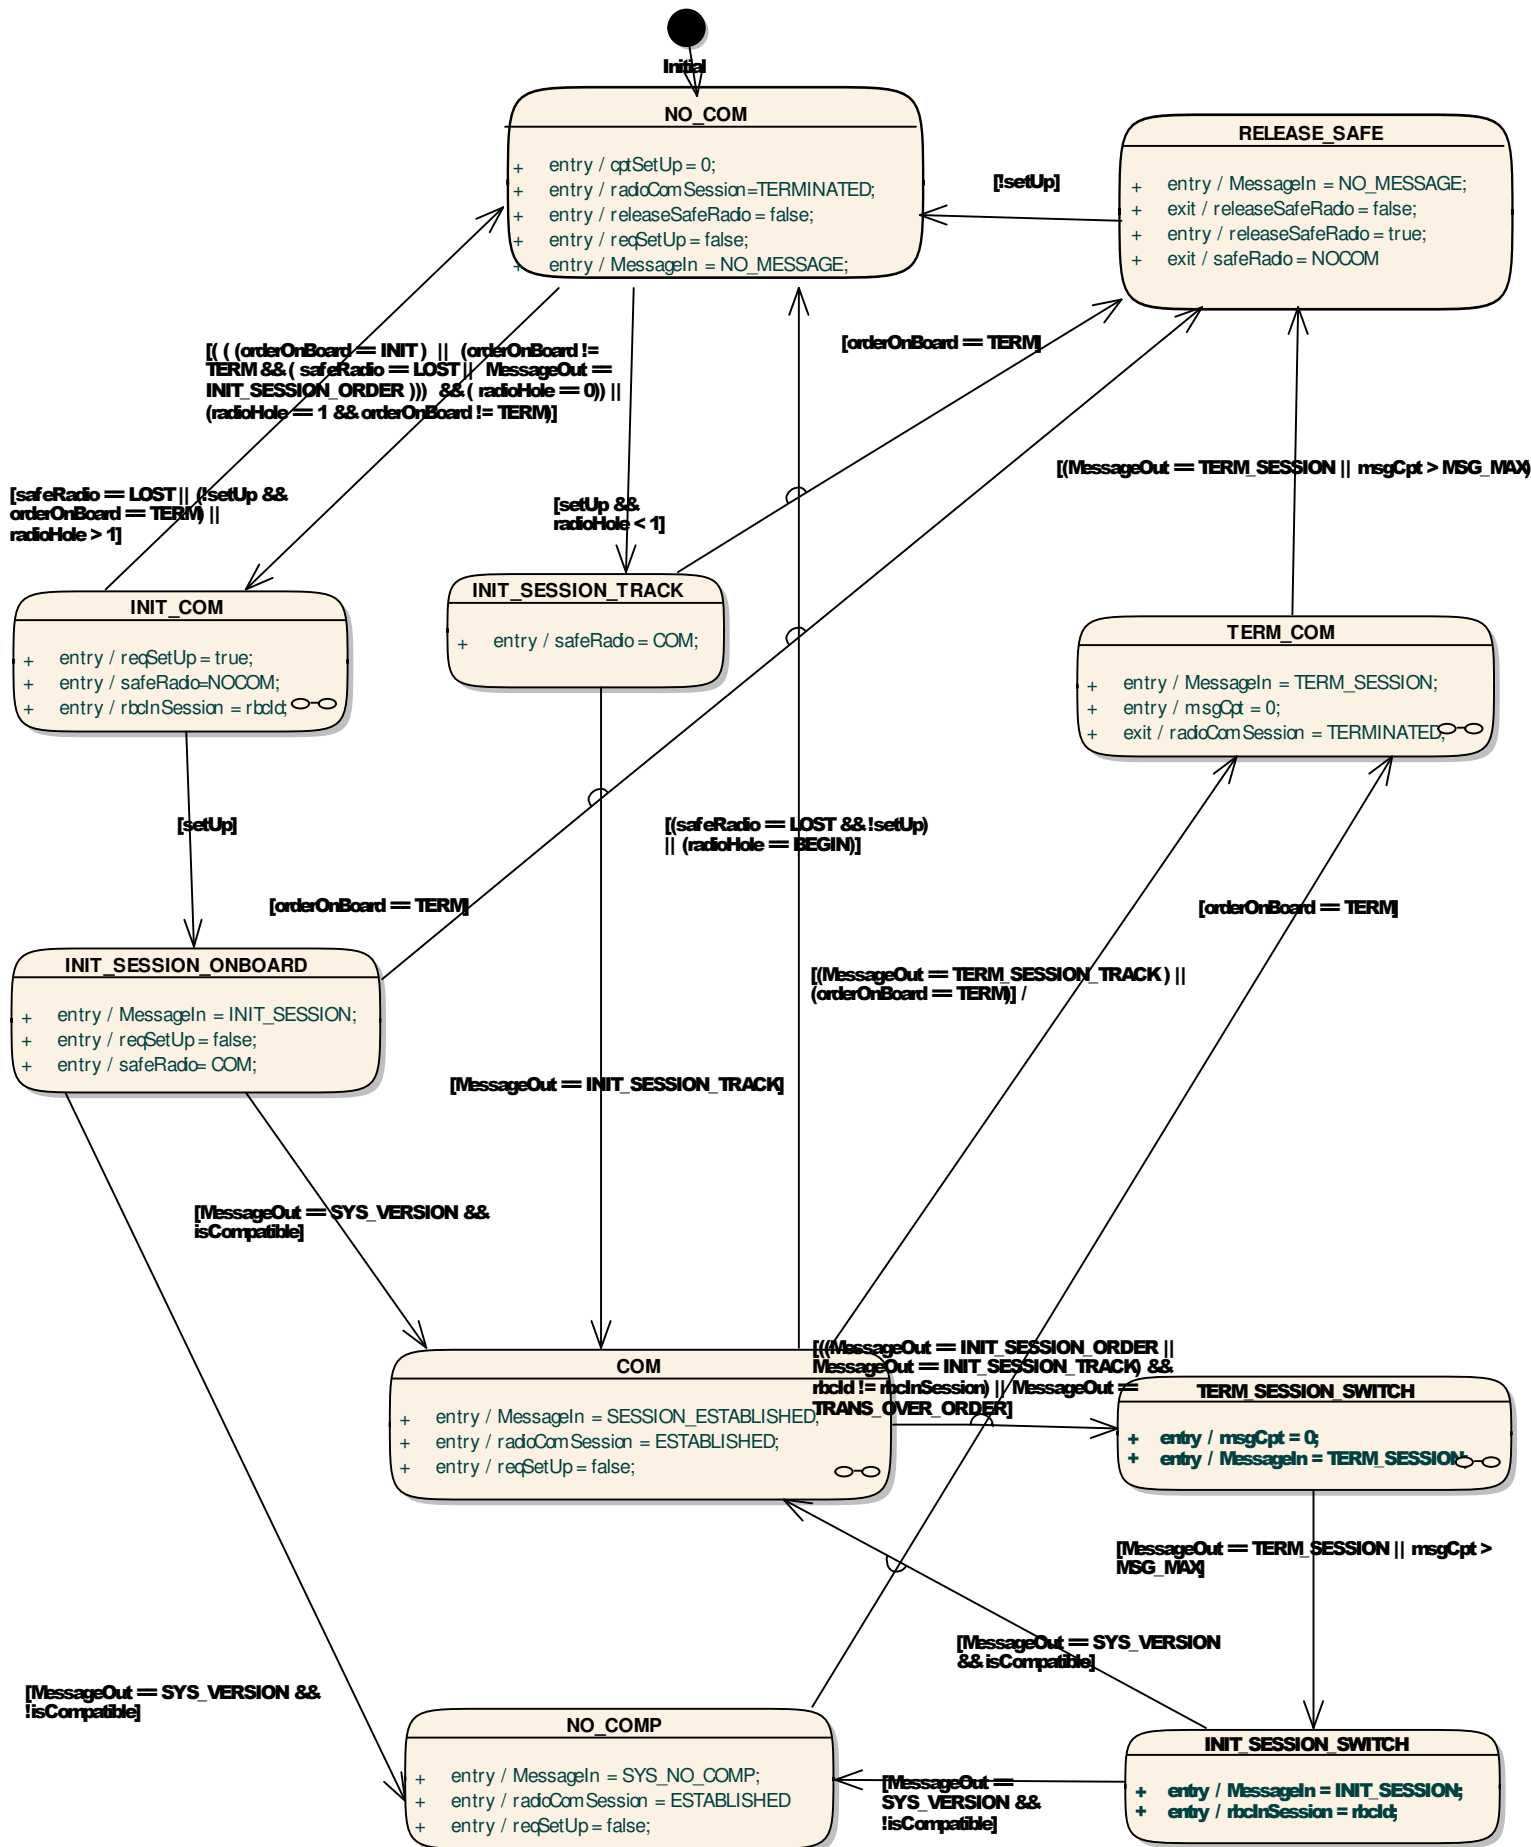 Initial
NO_COM
+ entry / cptSetUp = 0;
+ entry / radioComSession=TERMINATED;
+ entry / releaseSafeRadio = false;
+ entry / reqSetUp = false;
+ entry / MessageIn = NO_MESSAGE;
RELEASE_SAFE
+ entry / MessageIn = NO_MESSAGE;
+ exit / releaseSafeRadio = false;
+ entry / releaseSafeRadio = true;
+ exit / safeRadio = NOCOM
[!setUp]
[( ( (orderOnBoard == INIT ) || (orderOnBoard !=
TERM && ( safeRadio == LOST || MessageOut ==
INIT_SESSION_ORDER ))) && ( radioHole == 0)) ||
(radioHole == 1 && orderOnBoard != TERM)]
[orderOnBoard == TERM]
[(MessageOut == TERM_SESSION || msgCpt > MSG_MAX)
[safeRadio == LOST || (!setUp &&
orderOnBoard == TERM) ||
radioHole > 1]
[setUp &&
radioHole < 1]
INIT_COM
+ entry / reqSetUp = true;
+ entry / safeRadio=NOCOM;
+ entry / rbcInSession = rbcId;
INIT_SESSION_TRACK
+ entry / safeRadio = COM;
TERM_COM
+ entry / MessageIn = TERM_SESSION;
+ entry / msgCpt = 0;
+ exit / radioComSession = TERMINATED;
[setUp]
[(safeRadio == LOST && !setUp)
|| (radioHole == BEGIN)]
[orderOnBoard == TERM]
[orderOnBoard == TERM]
INIT_SESSION_ONBOARD
+ entry / MessageIn = INIT_SESSION;
+ entry / reqSetUp = false;
+ entry / safeRadio= COM;
[(MessageOut == TERM_SESSION_TRACK ) ||
(orderOnBoard == TERM)] /
[MessageOut == INIT_SESSION_TRACK]
[MessageOut == SYS_VERSION &&
isCompatible]
COM
+ entry / MessageIn = SESSION_ESTABLISHED;
+ entry / radioComSession = ESTABLISHED;
+ entry / reqSetUp = false;
[((MessageOut == INIT_SESSION_ORDER ||
MessageOut == INIT_SESSION_TRACK) &&
rbcId != rbcInSession) || MessageOut ==
TRANS_OVER_ORDER]
TERM_SESSION_SWITCH
+ entry / msgCpt = 0;
+ entry / MessageIn = TERM_SESSION;
[MessageOut == TERM_SESSION || msgCpt >
MSG_MAX]
[MessageOut == SYS_VERSION
&& isCompatible]
[MessageOut == SYS_VERSION &&
!isCompatible]
NO_COMP
+ entry / MessageIn = SYS_NO_COMP;
+ entry / radioComSession = ESTABLISHED
+ entry / reqSetUp = false;
[MessageOut ==
SYS_VERSION &&
!isCompatible]
INIT_SESSION_SWITCH
+ entry / MessageIn = INIT_SESSION;
+ entry / rbcInSession = rbcId;